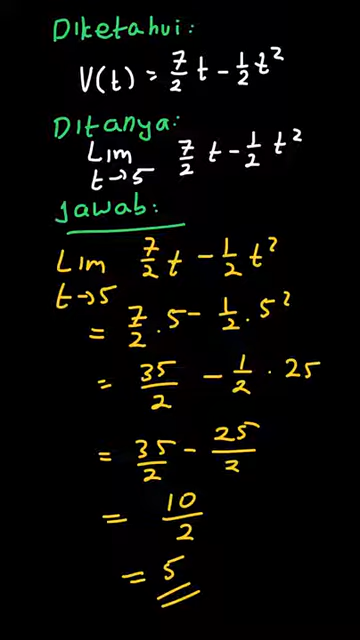 Diketahui:
V(t) = 7/2 t - 1/2 t²
Ditanya:
Lim 7/2 t - 1/2 t²
t→5
Jawab:
Lim 7/2 t - 1/2 t²
t→5
= 7/2 . 5 - 1/2 . 5²
= 35/2 - 1/2 . 25
= 35/2 - 25/2
= 10/2
= 5